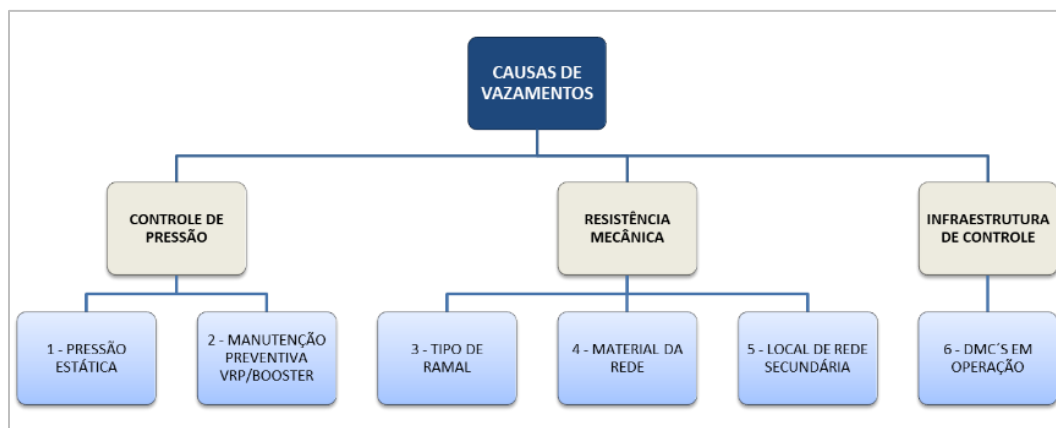 CAUSAS DE
VAZAMENTOS
CONTROLE DE
PRESSÃO
RESISTÊNCIA
MECÂNICA
INFRAESTRUTURA
DE CONTROLE
1 - PRESSÃO
ESTÁTICA
2 - MANUTENÇÃO
PREVENTIVA
VRP/BOOSTER
3 - TIPO DE
RAMAL
4 - MATERIAL DA
REDE
5 - LOCAL DE REDE
SECUNDÁRIA
6 - DMC´S EM
OPERAÇÃO